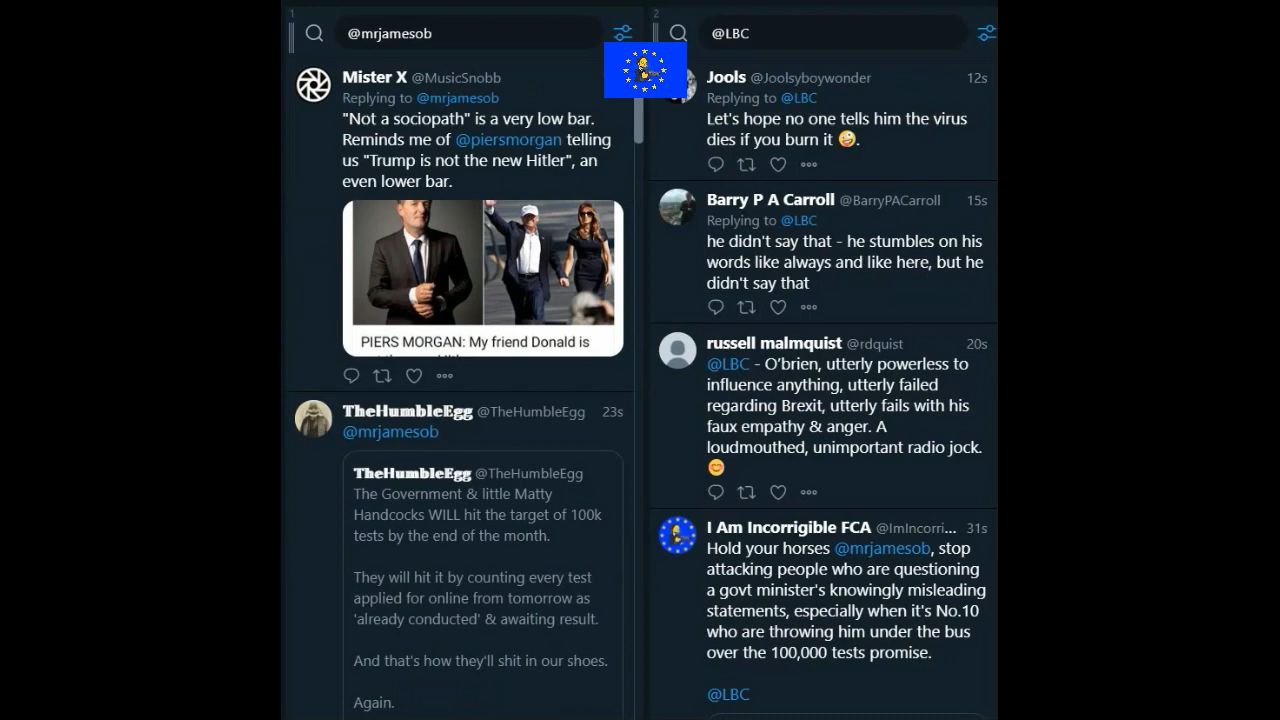 1
@mrjamesob
Mister X @MusicSnobb
Replying to @mrjamesob
"Not a sociopath" is a very low bar.
Reminds me of @piersmorgan telling
us "Trump is not the new Hitler", an
even lower bar.
PIERS MORGAN: My friend Donald is
TheHumbleEgg @TheHumbleEgg 23s
@mrjamesob
TheHumbleEgg @TheHumbleEgg
The Government & little Matty
Handcocks WILL hit the target of 100k
tests by the end of the month.
They will hit it by counting every test
applied for online from tomorrow as
'already conducted' & awaiting result.
And that's how they'll shit in our shoes.
Again.
2
@LBC
Jools @Joolsyboywonder 12s
Replying to @LBC
Let's hope no one tells him the virus
dies if you burn it 🤪.
Barry P A Carroll @BarryPACarroll 15s
Replying to @LBC
he didn't say that - he stumbles on his
words like always and like here, but he
didn't say that
russell malmquist @rdquist 20s
@LBC - O’brien, utterly powerless to
influence anything, utterly failed
regarding Brexit, utterly fails with his
faux empathy & anger. A
loudmouthed, unimportant radio jock.
😊
I Am Incorrigible FCA @ImIncorri... 31s
Hold your horses @mrjamesob, stop
attacking people who are questioning
a govt minister's knowingly misleading
statements, especially when it's No.10
who are throwing him under the bus
over the 100,000 tests promise.
@LBC